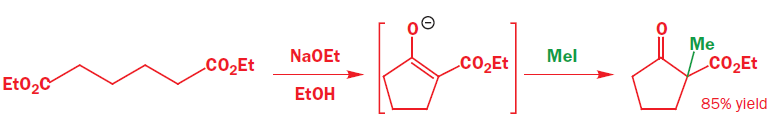 EtO₂C
CO₂Et
NaOEt
EtOH
O ⊖
CO₂Et
MeI
O
Me
CO₂Et
85% yield